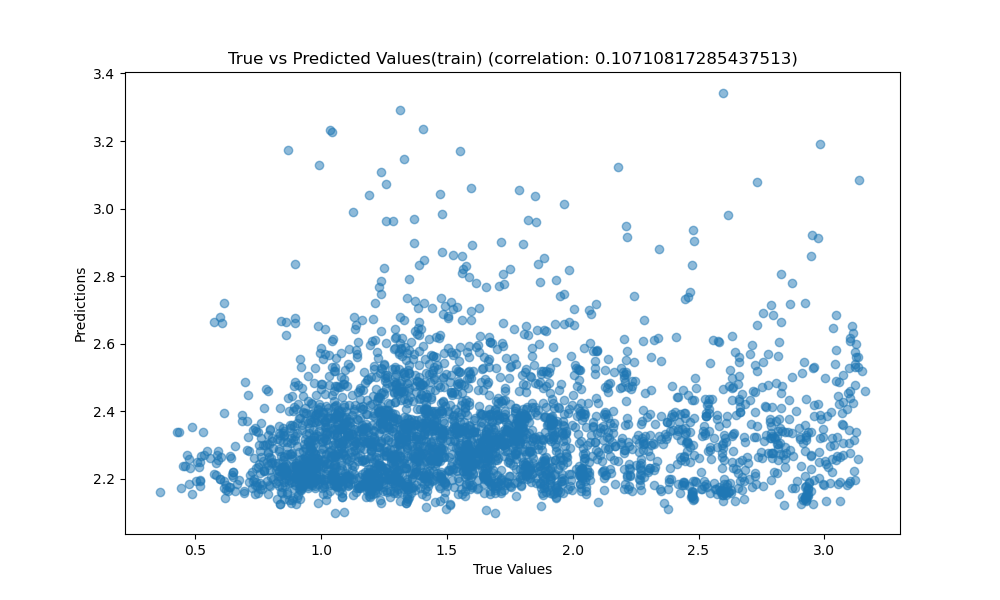 True vs Predicted Values(train) (correlation: 0.10710817285437513)
3.4
3.2
3.0
2.8
2.6
2.4
2.2
Predictions
0.5 1.0 1.5 2.0 2.5 3.0
True Values